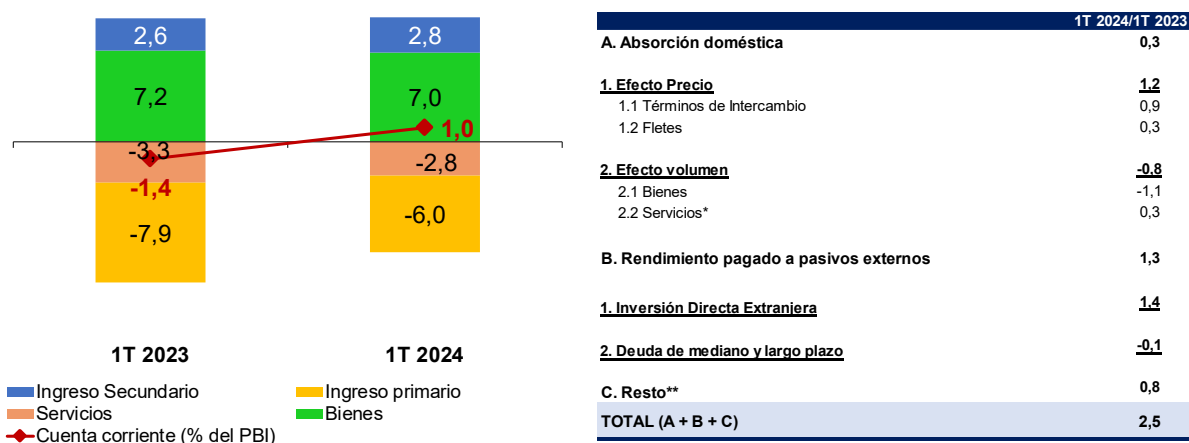 2,6
2,8
7,2
7,0
-3,3
1,0
-2,8
-1,4
-7,9
-6,0
1T 2023
1T 2024
Ingreso Secundario
Ingreso primario
Servicios
Bienes
Cuenta corriente (% del PBI)
1T 2024/1T 2023
A. Absorción doméstica 0,3
1. Efecto Precio 1,2
1.1 Términos de Intercambio 0,9
1.2 Fletes 0,3
2. Efecto volumen -0,8
2.1 Bienes -1,1
2.2 Servicios* 0,3
B. Rendimiento pagado a pasivos externos 1,3
1. Inversión Directa Extranjera 1,4
2. Deuda de mediano y largo plazo -0,1
C. Resto** 0,8
TOTAL (A + B + C) 2,5